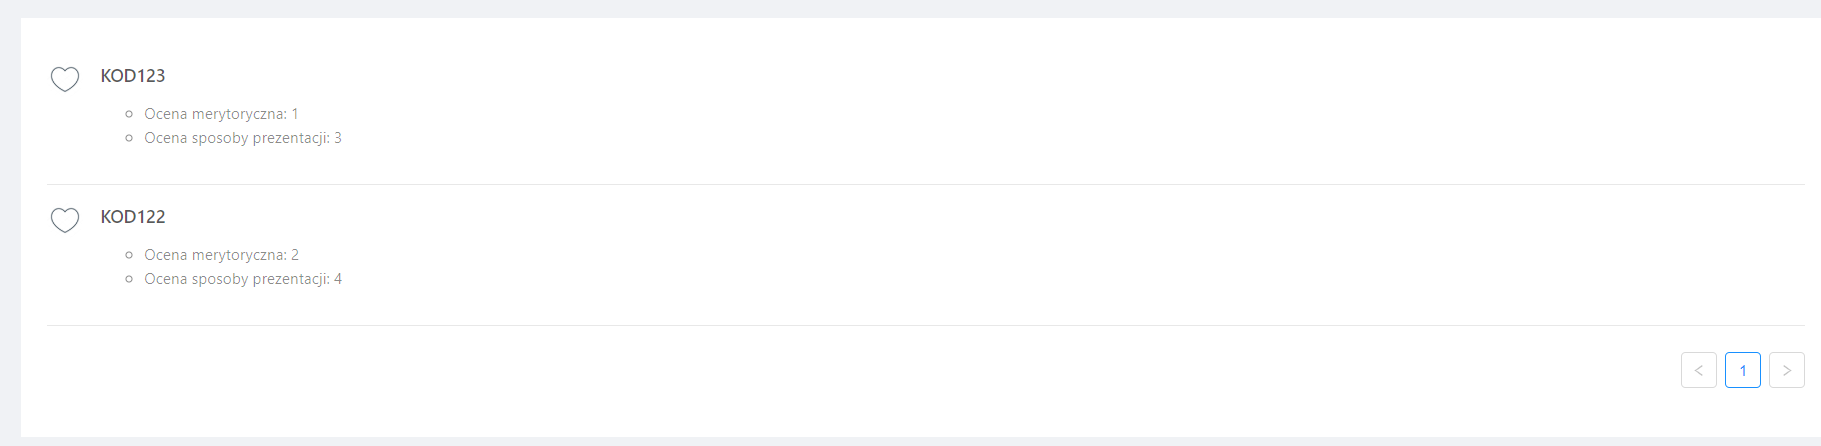 KOD123
Ocena merytoryczna: 1
Ocena sposoby prezentacji: 3
KOD122
Ocena merytoryczna: 2
Ocena sposoby prezentacji: 4
< 1 >